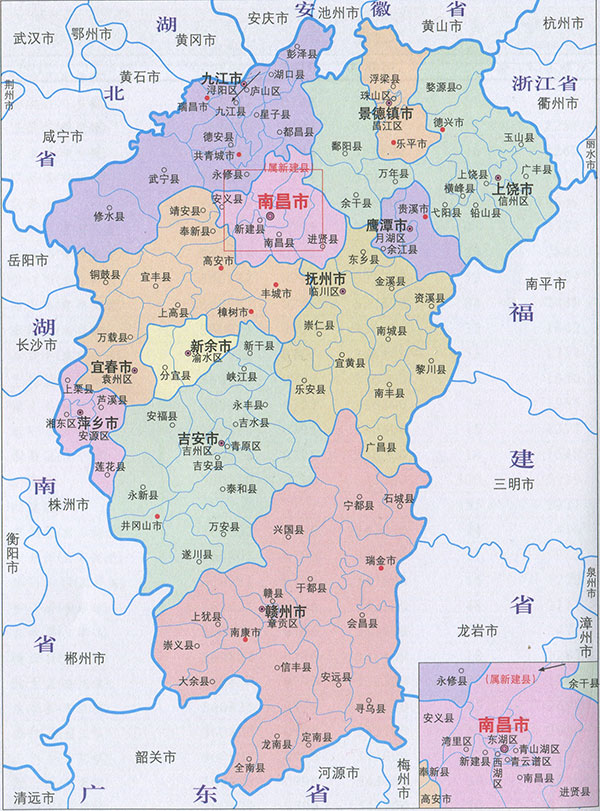 安徽省
安庆市
池州市
黄山市
杭州市
武汉市
鄂州市
湖
黄冈市
黄石市
荆州市
北
咸宁市
省
岳阳市
浙江省
衢州市
丽水市
彭泽县
九江市
浔阳区
庐山区
湖口县
瑞昌市
九江县
星子县
德安县
都昌县
共青城市
永修县
武宁县
修水县
浮梁县
珠山区
景德镇市
昌江区
乐平市
婺源县
德兴市
玉山县
鄱阳县
万年县
余干县
上饶县
广丰县
横峰县
上饶市
信州区
弋阳县
铅山县
贵溪市
鹰潭市
月湖区
余江县
(属新建县)
安义县
南昌市
新建县
南昌县
进贤县
靖安县
奉新县
铜鼓县
宜丰县
高安市
丰城市
上高县
樟树市
万载县
宜春市
袁州区
新余市
渝水区
分宜县
东乡县
抚州市
临川区
金溪县
资溪县
崇仁县
南城县
宜黄县
黎川县
乐安县
南丰县
广昌县
南平市
福
建
省
三明市
龙岩市
泉州市
漳州市
湖
长沙市
南
株洲市
衡阳市
省
郴州市
上栗县
芦溪县
湘东区
萍乡市
安源区
莲花县
新干县
峡江县
永丰县
安福县
吉水县
吉安市
青原区
吉州区
吉安县
泰和县
永新县
井冈山市
万安县
遂川县
宁都县
石城县
兴国县
瑞金市
赣县
于都县
赣州市
章贡区
上犹县
南康市
会昌县
崇义县
信丰县
大余县
安远县
寻乌县
龙南县
定南县
全南县
韶关市
河源市
梅州市
清远市
广东省
永修县
(属新建县)
余干县
安义县
南昌市
东湖区
湾里区
青山湖区
新建县
西湖区
青云谱区
奉新县
南昌县
高安市
进贤县